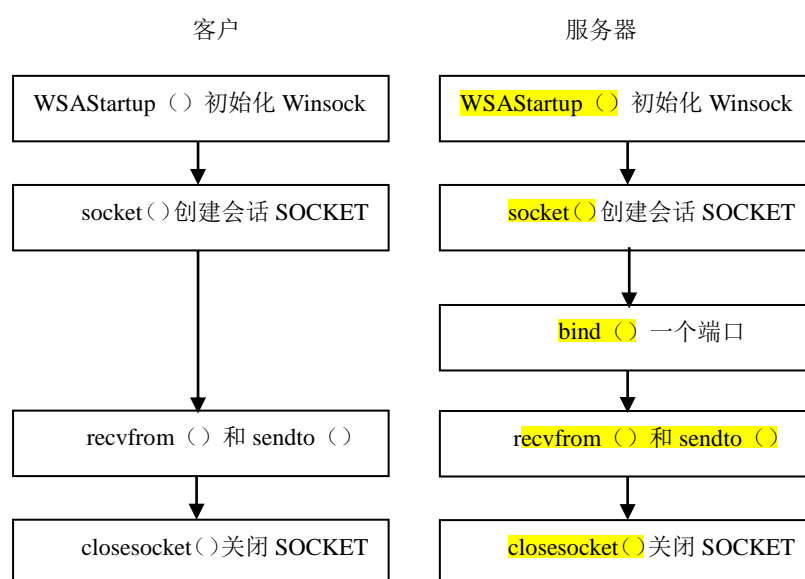 客户
服务器
WSAStartup（）初始化 Winsock
WSAStartup（）初始化 Winsock
socket（）创建会话 SOCKET
socket（）创建会话 SOCKET
bind（）一个端口
recvfrom（）和 sendto（）
recvfrom（）和 sendto（）
closesocket（）关闭 SOCKET
closesocket（）关闭 SOCKET